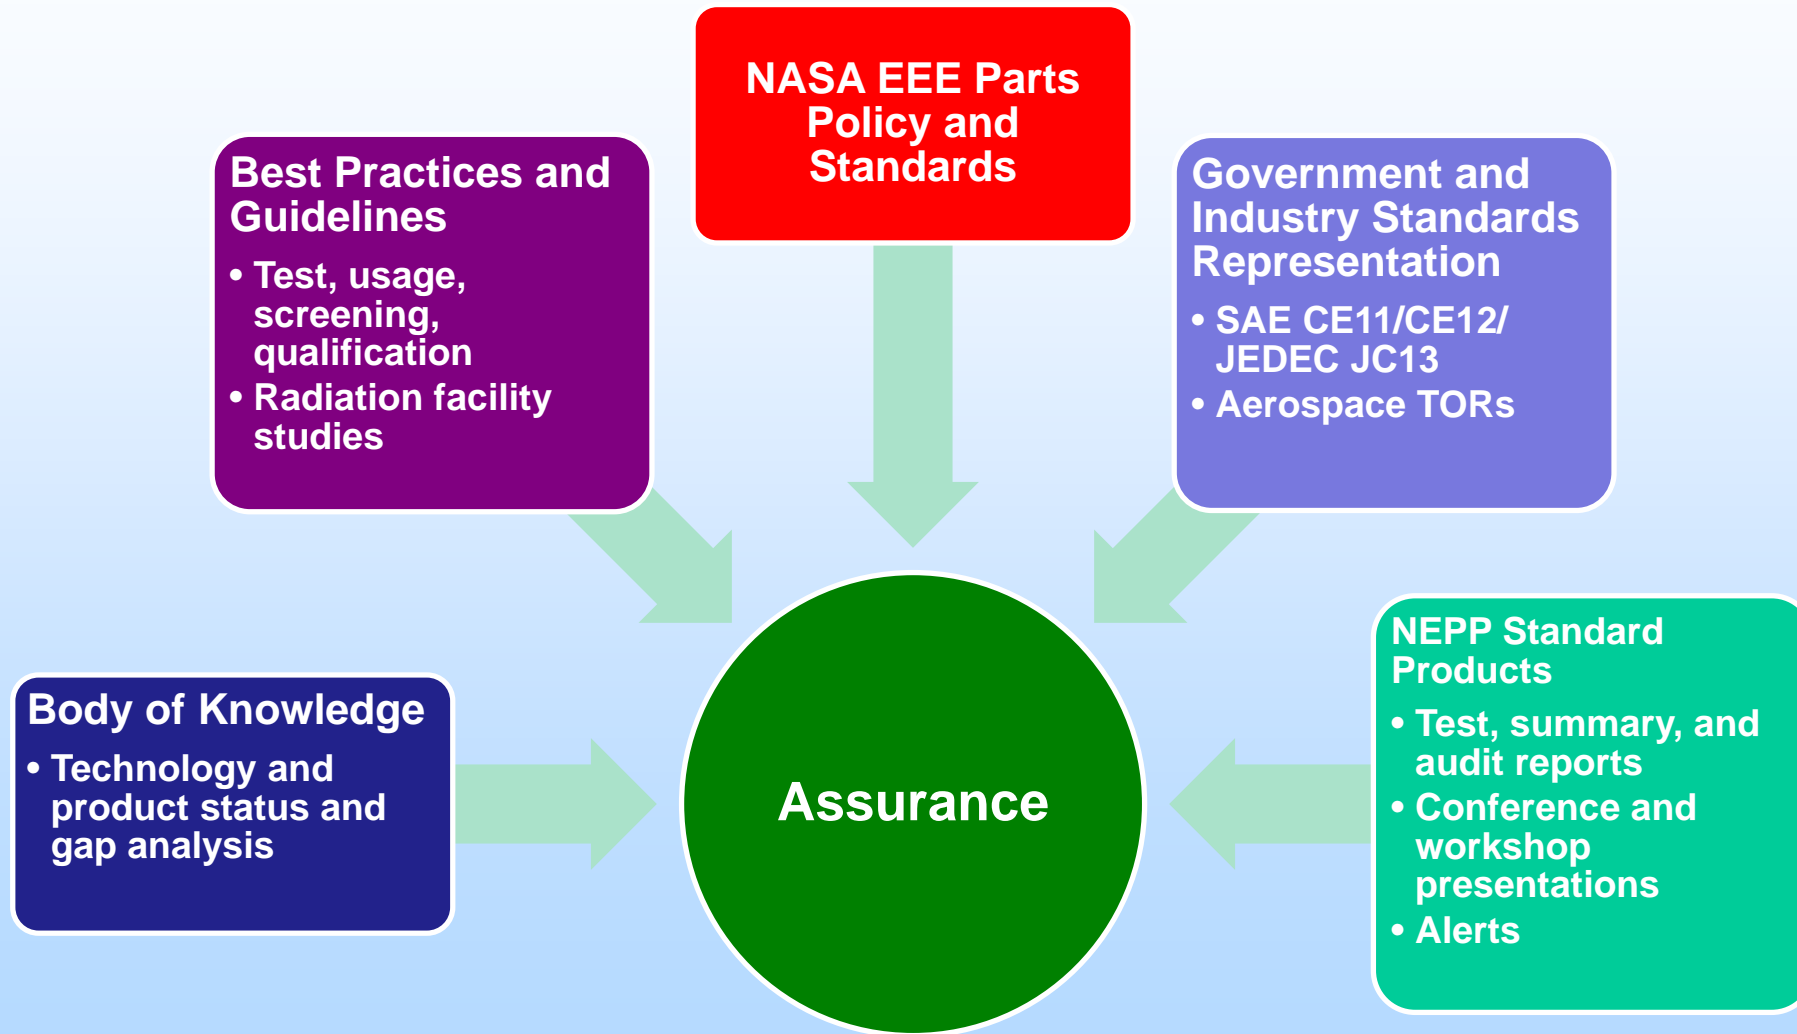 NASA EEE Parts
Policy and
Standards
Best Practices and
Guidelines
• Test, usage,
screening,
qualification
• Radiation facility
studies
Government and
Industry Standards
Representation
• SAE CE11/CE12/
JEDEC JC13
• Aerospace TORs
Body of Knowledge
• Technology and
product status and
gap analysis
Assurance
NEPP Standard
Products
• Test, summary, and
audit reports
• Conference and
workshop
presentations
• Alerts